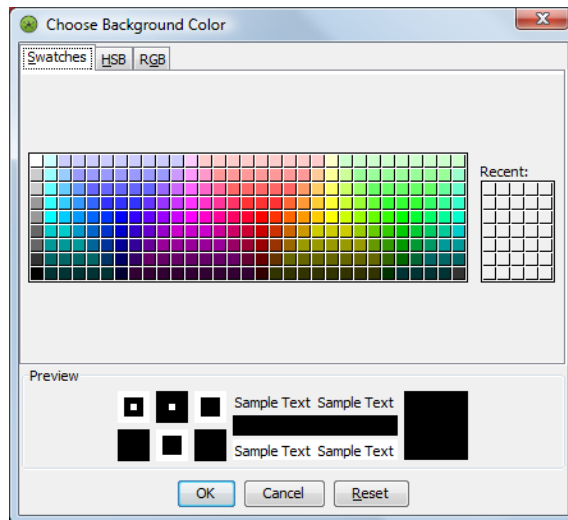 Choose Background Color
Swatches HSB RGB
Recent:
Preview
Sample Text Sample Text
Sample Text Sample Text
OK Cancel Reset